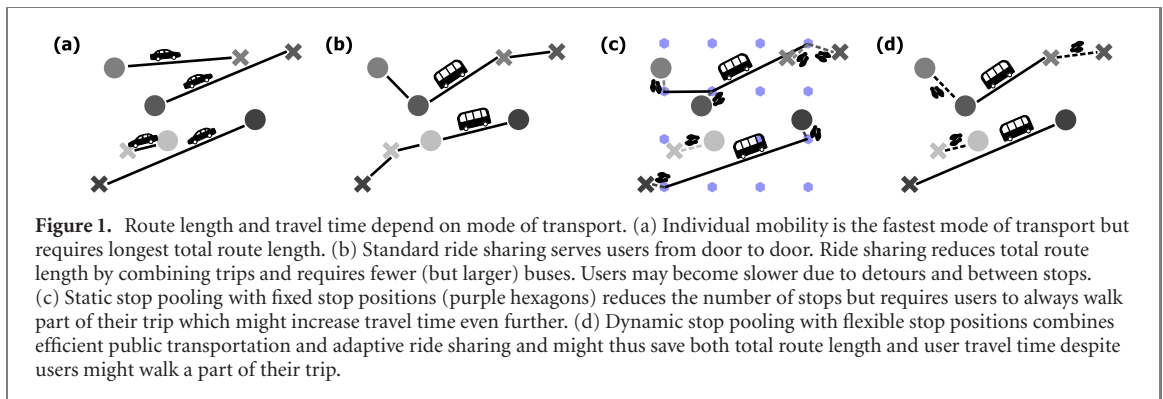 (a) (b) (c) (d)
Figure 1. Route length and travel time depend on mode of transport. (a) Individual mobility is the fastest mode of transport but
requires longest total route length. (b) Standard ride sharing serves users from door to door. Ride sharing reduces total route
length by combining trips and requires fewer (but larger) buses. Users may become slower due to detours and between stops.
(c) Static stop pooling with fixed stop positions (purple hexagons) reduces the number of stops but requires users to always walk
part of their trip which might increase travel time even further. (d) Dynamic stop pooling with flexible stop positions combines
efficient public transportation and adaptive ride sharing and might thus save both total route length and user travel time despite
users might walk a part of their trip.